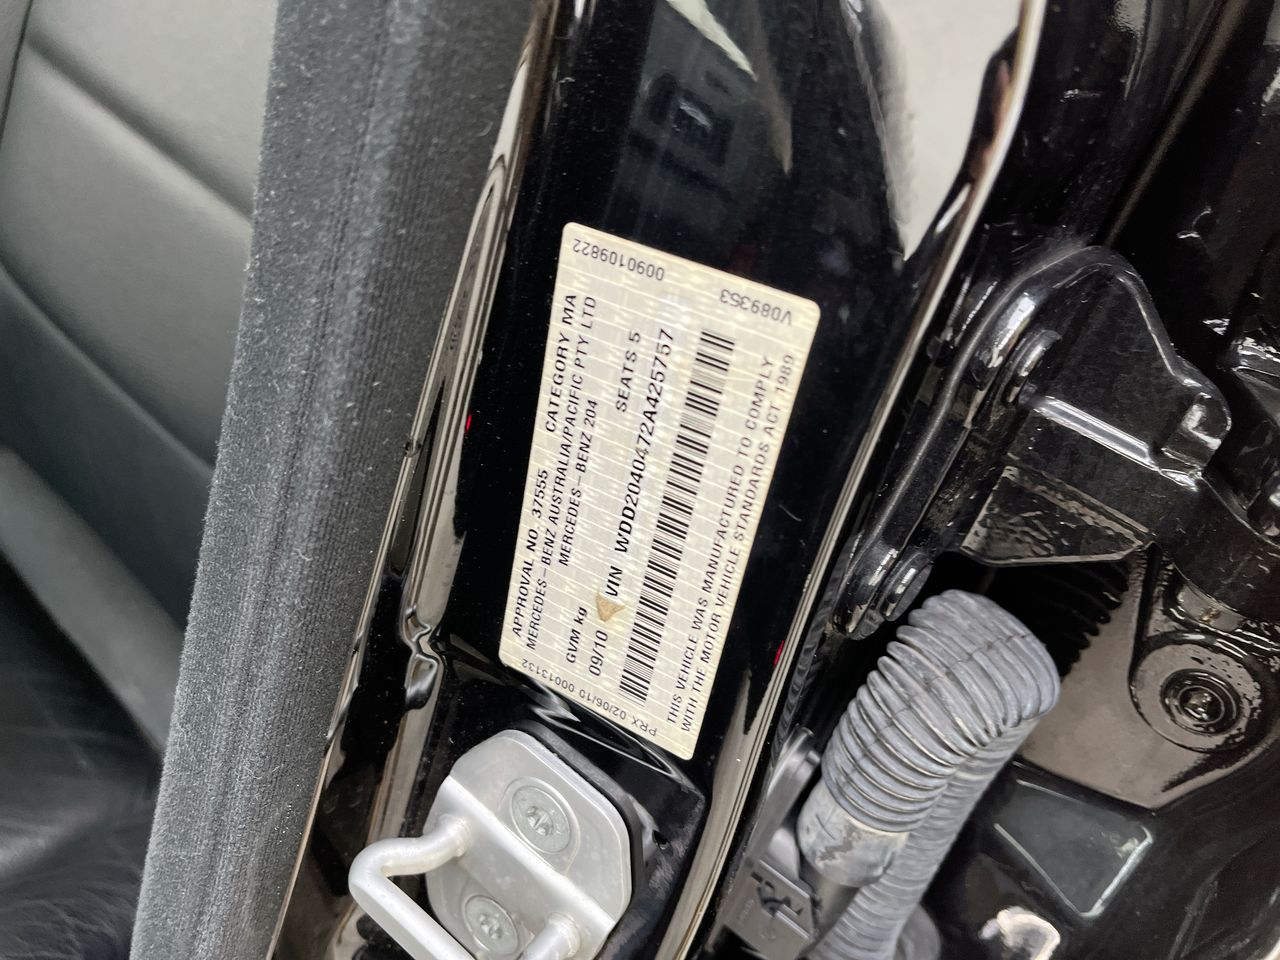 APPROVAL NO. 37555 CATEGORY MA
MERCEDES-BENZ AUSTRALIA/PACIFIC PTY LTD
MERCEDES-BENZ 204
GVM kg SEATS 5
09/10 VIN WDD2040472A425757
THIS VEHICLE WAS MANUFACTURED TO COMPLY
WITH THE MOTOR VEHICLE STANDARDS ACT 1989
0090109822
V089353
PRX 02/06/10 00013132